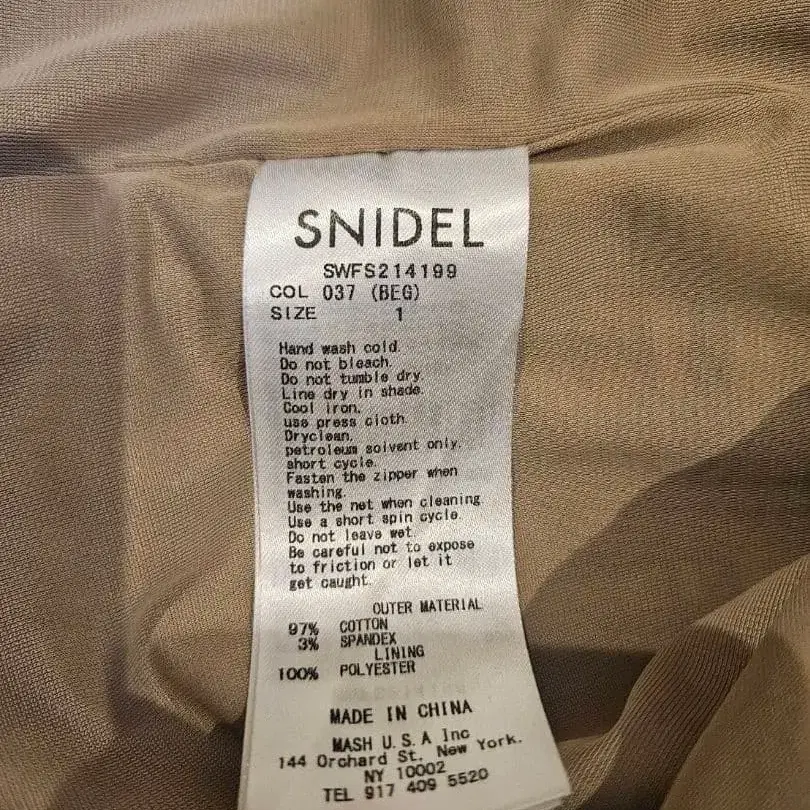 SNIDEL
SWFS214199
COL 037 (BEG)
SIZE 1
Hand wash cold.
Do not bleach.
Do not tumble dry
Line dry in shade.
Cool iron.
use press cloth
Dryclean,
petroleum solvent only.
short cycle.
Fasten the zipper when
washing.
Use the net when cleaning
Use a short spin cycle.
Do not leave wet.
Be careful not to expose
to friction or let it
get caught.
OUTER MATERIAL
97% COTTON
3% SPANDEX
LINING
100% POLYESTER
MADE IN CHINA
MASH U.S.A Inc
144 Orchard St. New York.
NY 10002
TEL 917 409 5520